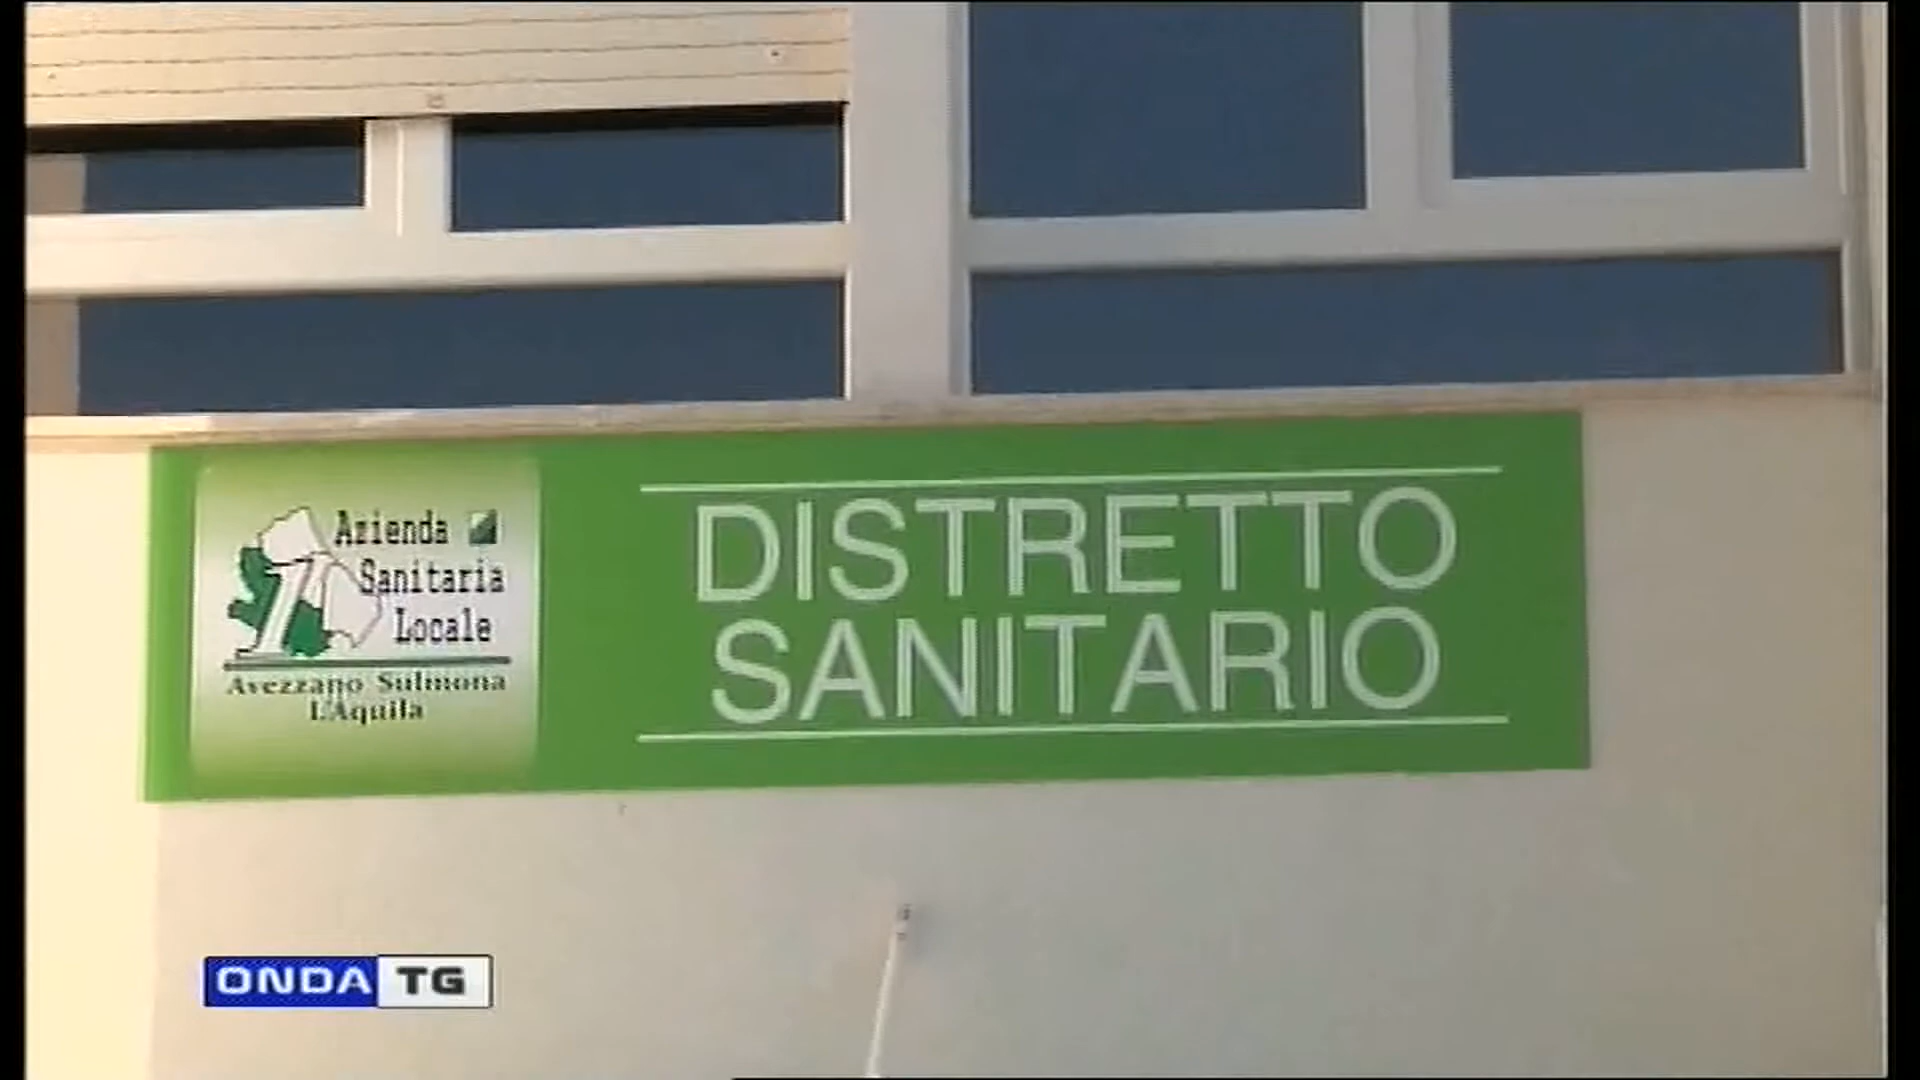 Azienda
Sanitaria
Locale
Avezzano Sulmona
L'Aquila
DISTRETTO
SANITARIO
ONDA TG